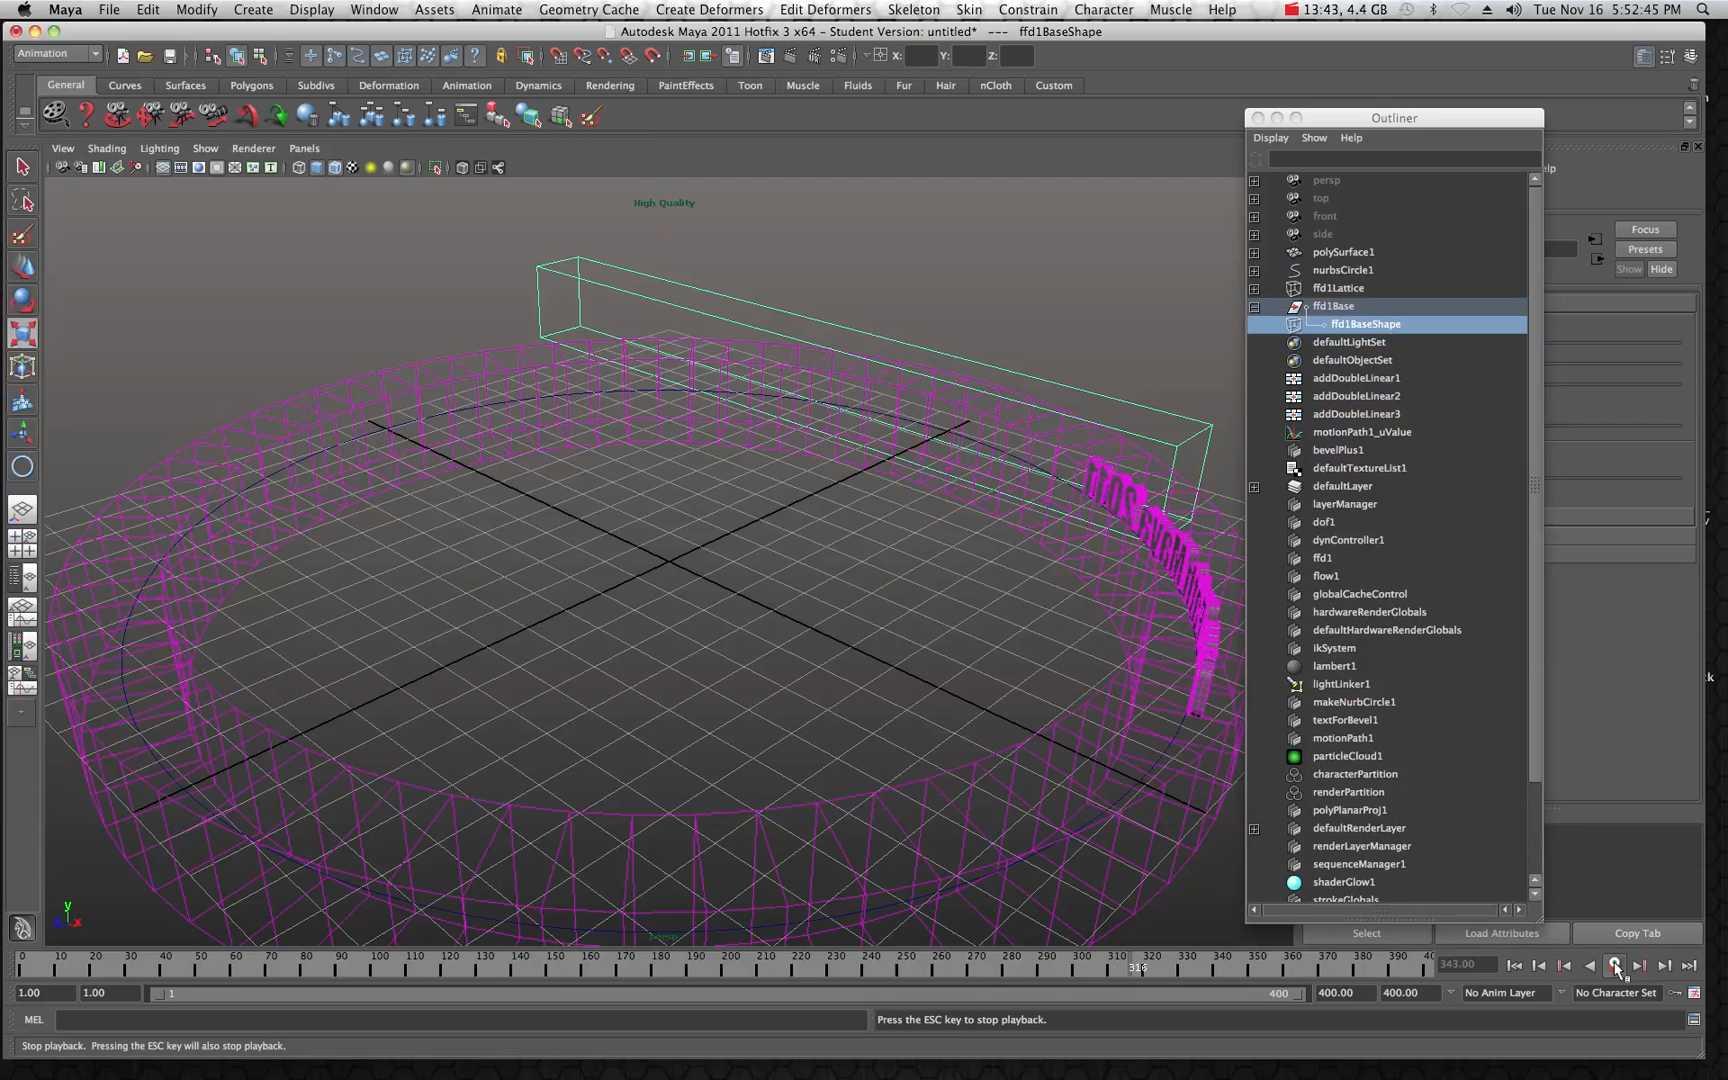 Maya File Edit Modify Create Display Window Assets Animate Geometry Cache Create Deformers Edit Deformers Skeleton Skin Constrain Character Muscle Help 13:43, 4.4 GB Tue Nov 16 5:52:45 PM
Autodesk Maya 2011 Hotfix 3 x64 - Student Version: untitled* --- ffd1BaseShape
Animation X: Y: Z:
General Curves Surfaces Polygons Subdivs Deformation Animation Dynamics Rendering PaintEffects Toon Muscle Fluids Fur Hair nCloth Custom
View Shading Lighting Show Renderer Panels
High Quality
Outliner
Display Show Help
persp
top
front
side
polySurface1
nurbsCircle1
ffd1Lattice
ffd1Base
ffd1BaseShape
defaultLightSet
defaultObjectSet
addDoubleLinear1
addDoubleLinear2
addDoubleLinear3
motionPath1_uValue
bevelPlus1
defaultTextureList1
defaultLayer
layerManager
dof1
dynController1
ffd1
flow1
globalCacheControl
hardwareRenderGlobals
defaultHardwareRenderGlobals
ikSystem
lambert1
lightLinker1
makeNurbCircle1
textForBevel1
motionPath1
particleCloud1
characterPartition
renderPartition
polyPlanarProj1
defaultRenderLayer
renderLayerManager
sequenceManager1
shaderGlow1
strokeGlobals
elp
Focus
Presets
Show Hide
Select Load Attributes Copy Tab
y
x
persp
0 10 20 30 40 50 60 70 80 90 100 110 120 130 140 150 160 170 180 190 200 210 220 230 240 250 260 270 280 290 300 310 320 330 340 350 360 370 380 390 40
316
343.00
1.00 1.00 1 400 400.00 400.00 No Anim Layer No Character Set
MEL Press the ESC key to stop playback.
Stop playback. Pressing the ESC key will also stop playback.